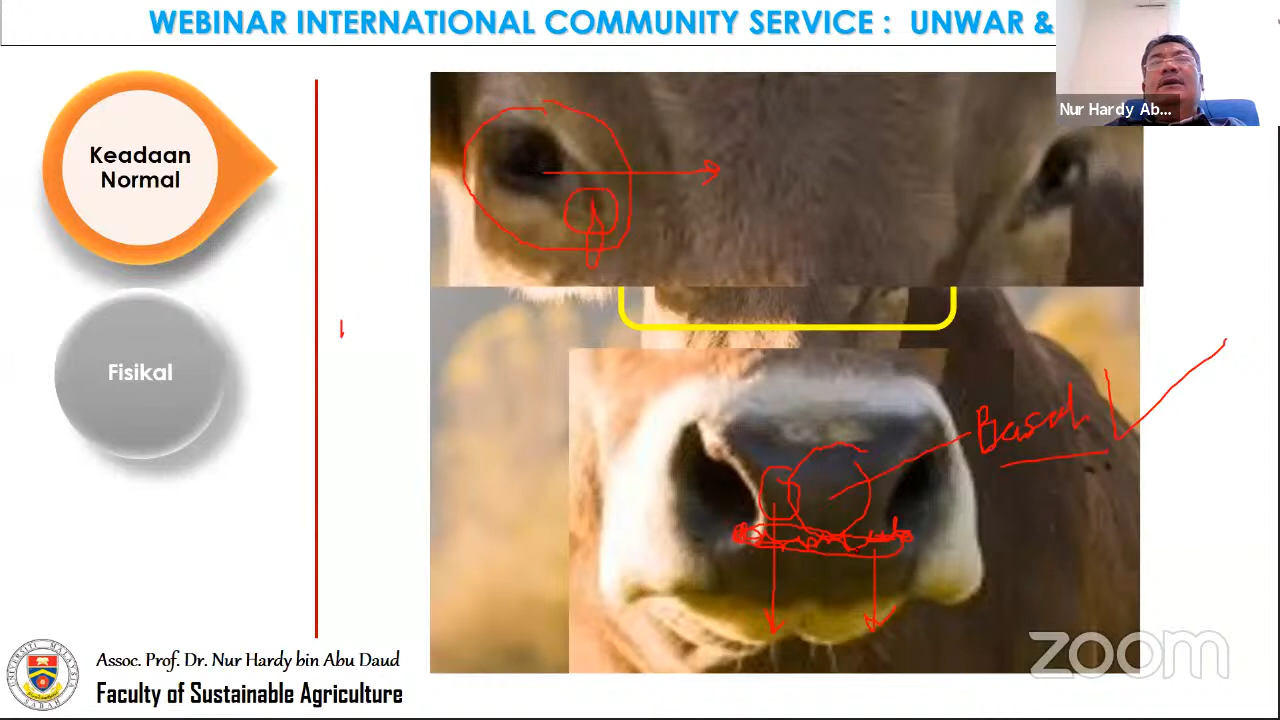 WEBINAR INTERNATIONAL COMMUNITY SERVICE : UNWAR &
Nur Hardy Ab...
Keadaan
Normal
Fisikal
Basah
Assoc. Prof. Dr. Nur Hardy bin Abu Daud
Faculty of Sustainable Agriculture
zoom